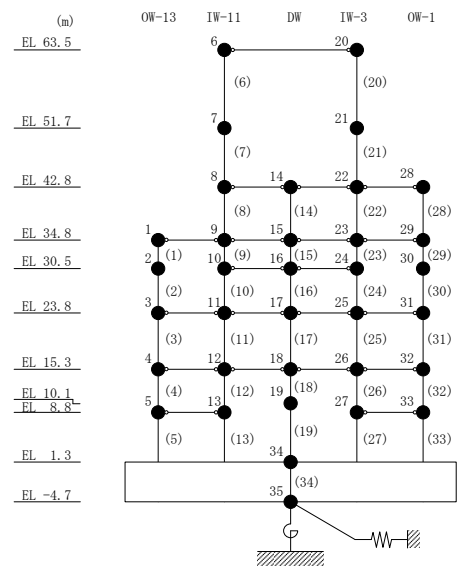 (m) OW-13 IW-11 DW IW-3 OW-1
EL 63.5 6 20
(6) (20)
EL 51.7 7 21
(7) (21)
EL 42.8 8 14 22 28
(8) (14) (22) (28)
EL 34.8 1 9 15 23 29
(1) (9) (15) (23) (29)
EL 30.5 2 10 16 24 30
(2) (10) (16) (24) (30)
EL 23.8 3 11 17 25 31
(3) (11) (17) (25) (31)
EL 15.3 4 12 18 26 32
(4) (12) (18) (26) (32)
EL 10.1 19
EL 8.8 5 13 27 33
(5) (13) (19) (27) (33)
EL 1.3 34
(34)
EL -4.7 35